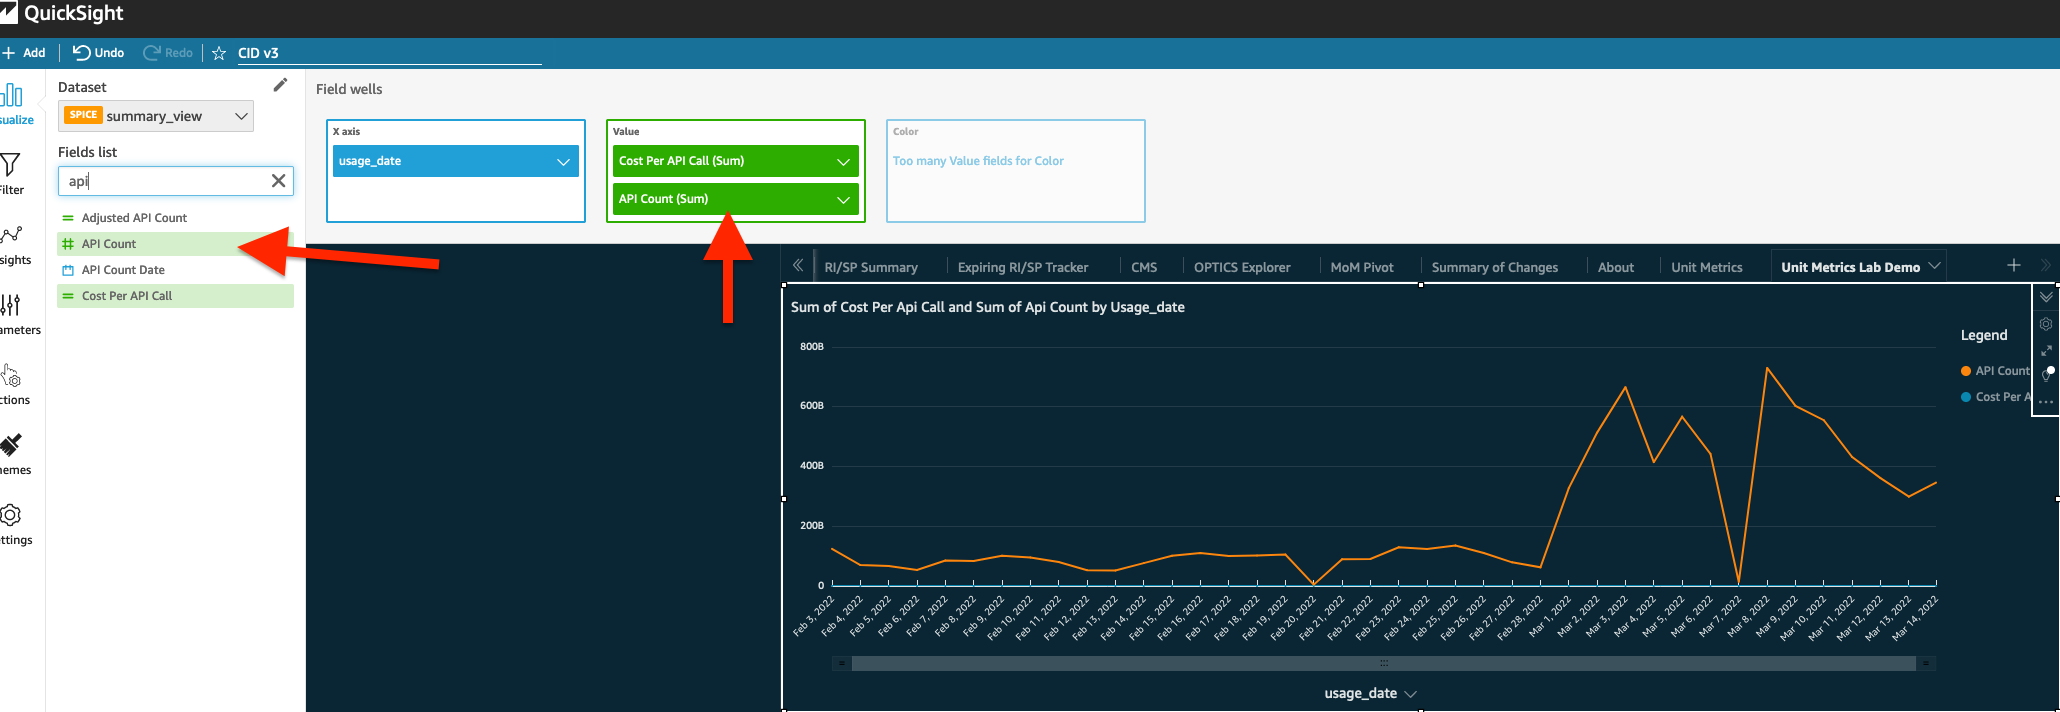 QuickSight
Add
Undo
Redo
CID v3
sualize
ilter
sights
ameters
ctions
hemes
ettings
Dataset
SPICE summary_view
Fields list
api
Adjusted API Count
API Count
API Count Date
Cost Per API Call
Field wells
X axis
usage_date
Value
Cost Per API Call (Sum)
API Count (Sum)
Color
Too many Value fields for Color
RI/SP Summary
Expiring RI/SP Tracker
CMS
OPTICS Explorer
MoM Pivot
Summary of Changes
About
Unit Metrics
Unit Metrics Lab Demo
Sum of Cost Per Api Call and Sum of Api Count by Usage_date
800B
600B
400B
200B
0
Feb 3, 2022
Feb 4, 2022
Feb 5, 2022
Feb 6, 2022
Feb 7, 2022
Feb 8, 2022
Feb 9, 2022
Feb 10, 2022
Feb 11, 2022
Feb 12, 2022
Feb 13, 2022
Feb 14, 2022
Feb 15, 2022
Feb 16, 2022
Feb 17, 2022
Feb 18, 2022
Feb 19, 2022
Feb 20, 2022
Feb 21, 2022
Feb 22, 2022
Feb 23, 2022
Feb 24, 2022
Feb 25, 2022
Feb 26, 2022
Feb 27, 2022
Feb 28, 2022
Mar 1, 2022
Mar 2, 2022
Mar 3, 2022
Mar 4, 2022
Mar 5, 2022
Mar 6, 2022
Mar 7, 2022
Mar 8, 2022
Mar 9, 2022
Mar 10, 2022
Mar 11, 2022
Mar 12, 2022
Mar 13, 2022
Mar 14, 2022
usage_date
Legend
API Count
Cost Per A